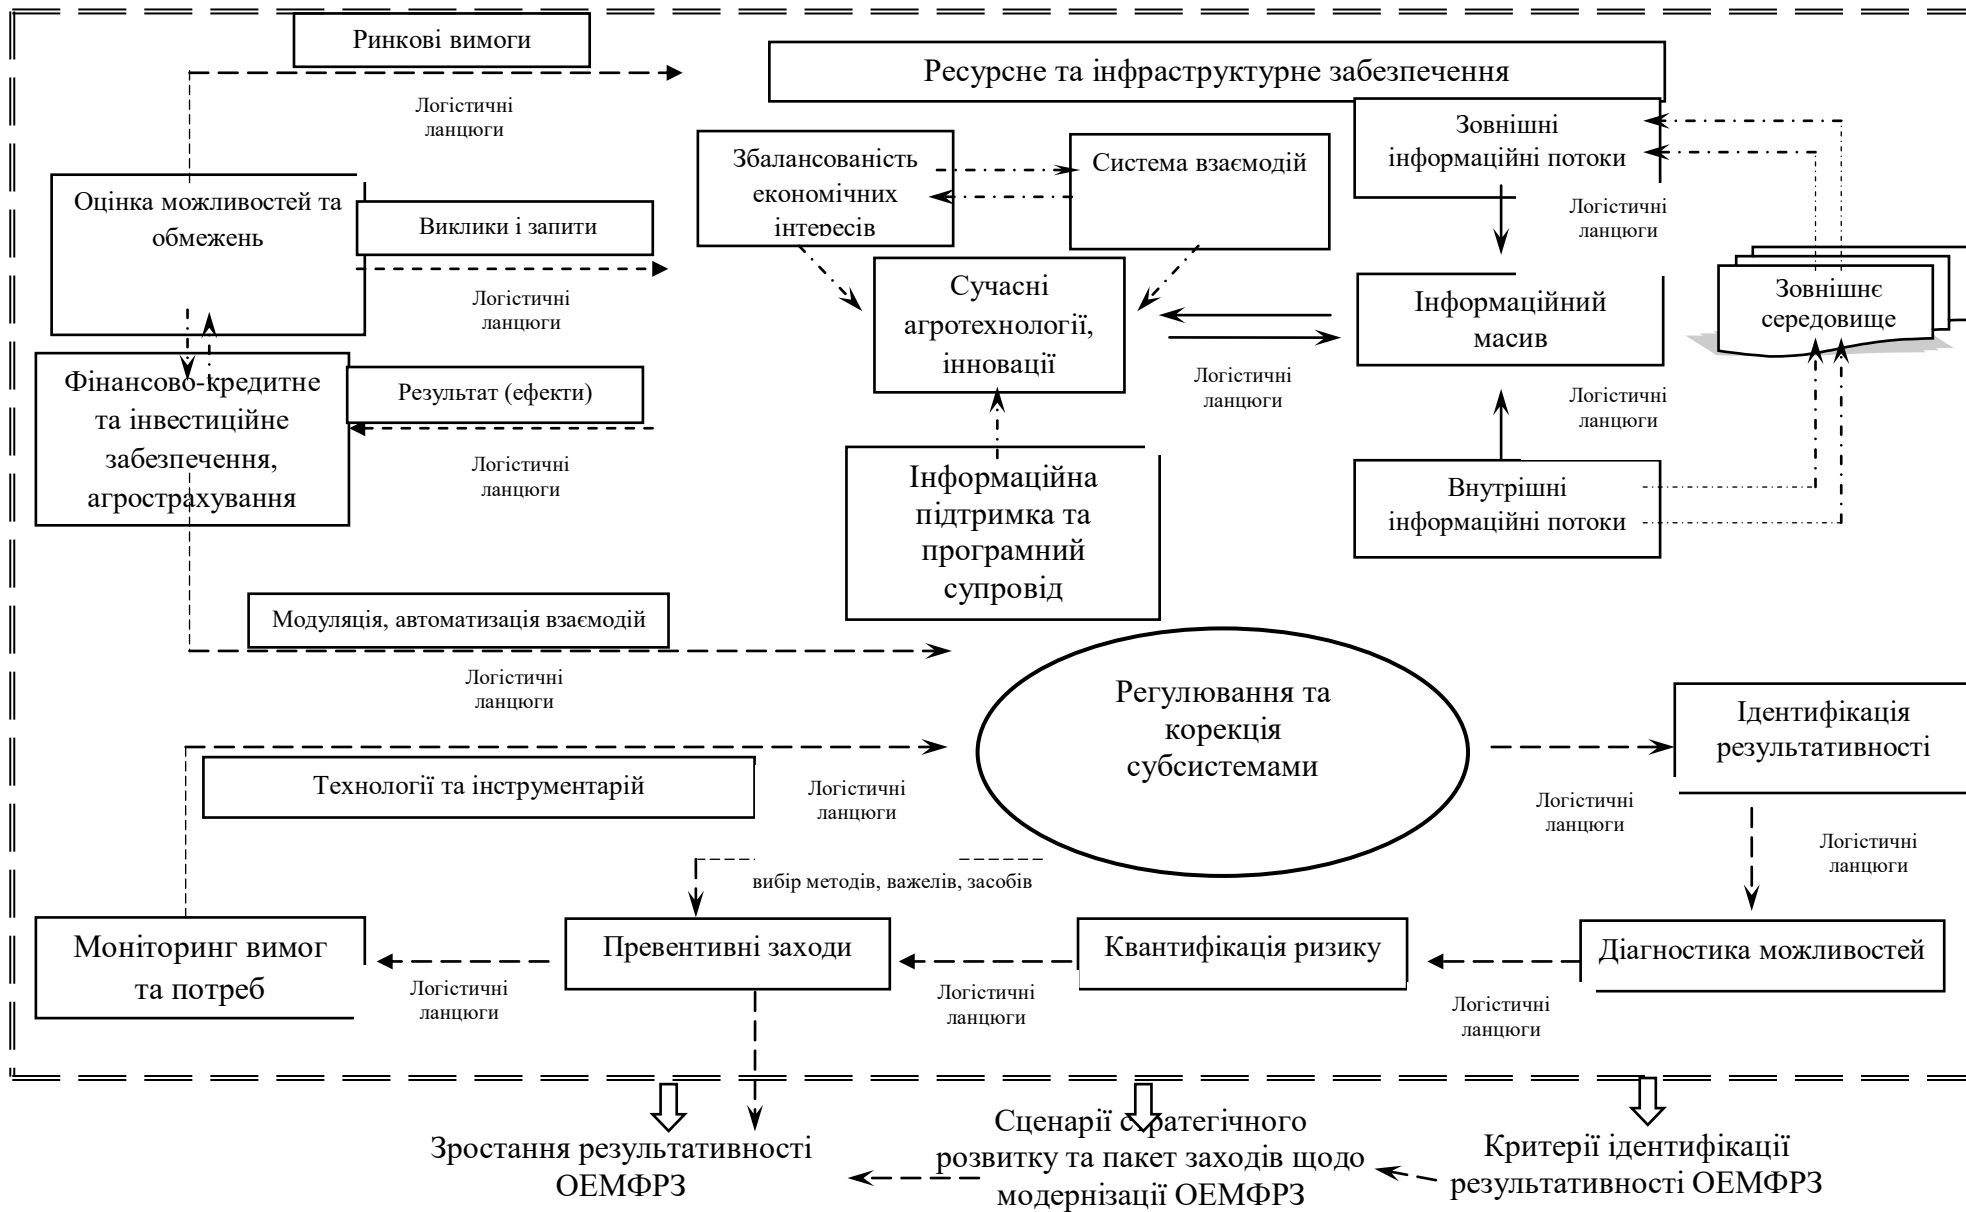 Ринкові вимоги
Ресурсне та інфраструктурне забезпечення
Логістичні
ланцюги
Зовнішні
інформаційні потоки
Збалансованість
економічних
інтересів
Система взаємодій
Логістичні
ланцюги
Оцінка можливостей та
обмежень
Виклики і запити
Логістичні
ланцюги
Сучасні
агротехнології,
інновації
Інформаційний
масив
Зовнішнє
середовище
Фінансово-кредитне
та інвестиційне
забезпечення,
агрострахування
Результат (ефекти)
Логістичні
ланцюги
Логістичні
ланцюги
Логістичні
ланцюги
Інформаційна
підтримка та
програмний
супровід
Внутрішні
інформаційні потоки
Модуляція, автоматизація взаємодій
Логістичні
ланцюги
Регулювання та
корекція
субсистемами
Ідентифікація
результативності
Технології та інструментарій
Логістичні
ланцюги
Логістичні
ланцюги
Логістичні
ланцюги
вибір методів, важелів, засобів
Моніторинг вимог
та потреб
Превентивні заходи
Квантифікація ризику
Діагностика можливостей
Логістичні
ланцюги
Логістичні
ланцюги
Логістичні
ланцюги
Зростання результативності
ОЕМФРЗ
Сценарії стратегічного
розвитку та пакет заходів щодо
модернізації ОЕМФРЗ
Критерії ідентифікації
результативності ОЕМФРЗ